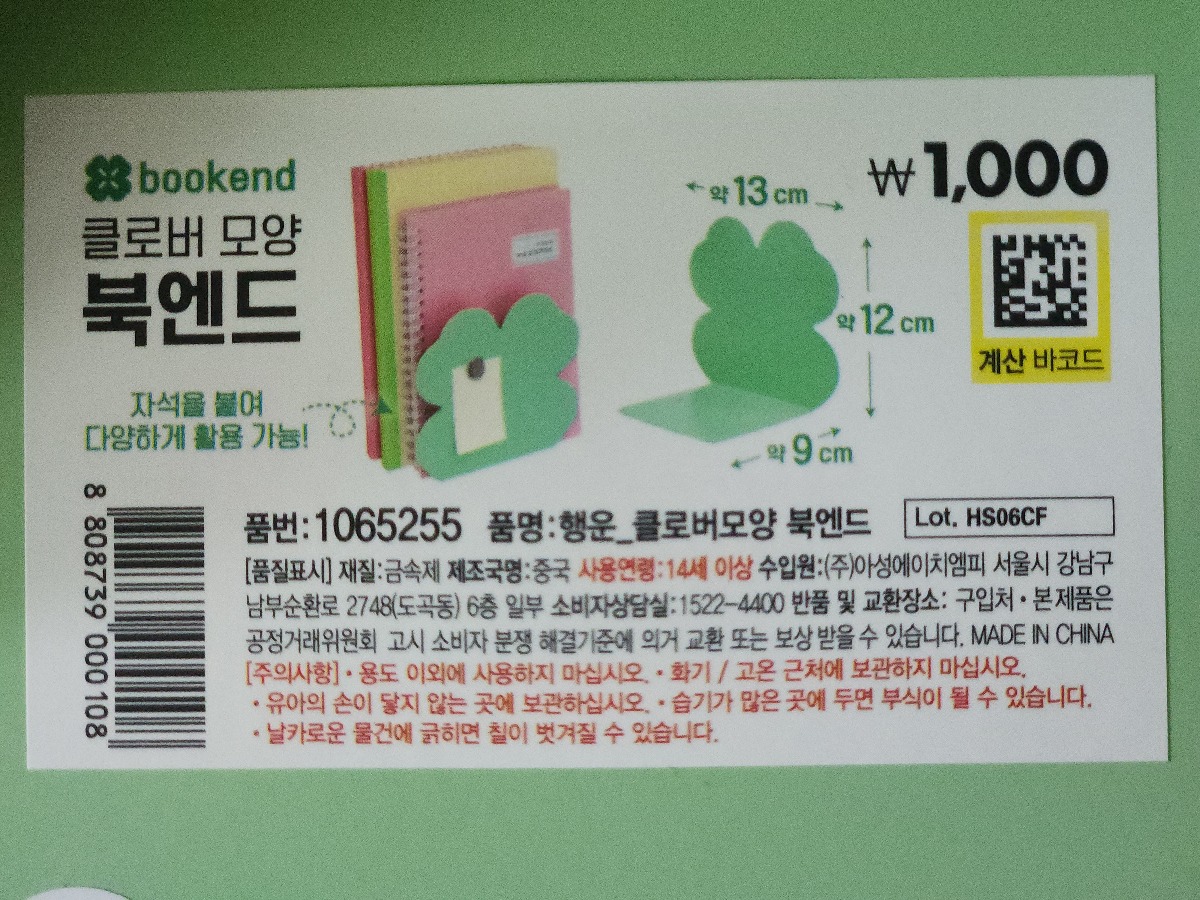 bookend
클로버 모양
북엔드
자석을 붙여
다양하게 활용 가능!
약 13 cm
약 12 cm
약 9 cm
₩1,000
계산 바코드
8 808739 000108
품번:1065255 품명:행운_클로버모양 북엔드
Lot. HS06CF
[품질표시] 재질:금속제 제조국명:중국 사용연령:14세 이상 수입원:(주)아성에이치엠피 서울시 강남구
남부순환로 2748(도곡동) 6층 일부 소비자상담실:1522-4400 반품 및 교환장소: 구입처 • 본제품은
공정거래위원회 고시 소비자 분쟁 해결기준에 의거 교환 또는 보상 받을 수 있습니다. MADE IN CHINA
[주의사항] • 용도 이외에 사용하지 마십시오. • 화기 / 고온 근처에 보관하지 마십시오.
• 유아의 손이 닿지 않는 곳에 보관하십시오. • 습기가 많은 곳에 두면 부식이 될 수 있습니다.
• 날카로운 물건에 긁히면 칠이 벗겨질 수 있습니다.